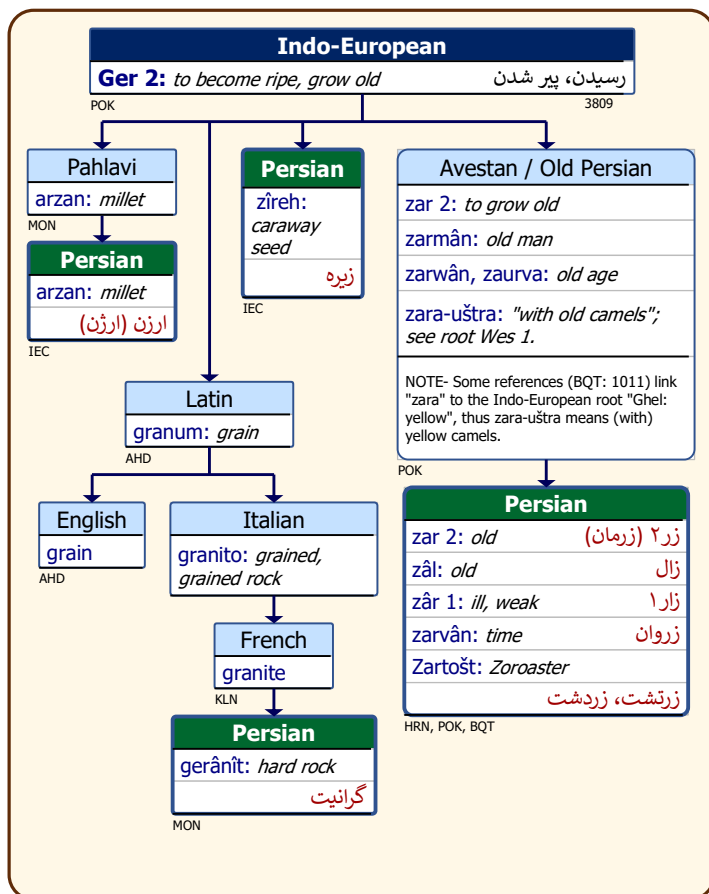 Indo-European
Ger 2: to become ripe, grow old رسیدن، پیر شدن
POK 3809
Pahlavi
arzan: millet
MON
Persian
arzan: millet
ارزن (ارژن)
IEC
Persian
zîreh:
caraway
seed
زیره
IEC
Avestan / Old Persian
zar 2: to grow old
zarmân: old man
zarwân, zaurva: old age
zara-uštra: "with old camels";
see root Wes 1.
NOTE- Some references (BQT: 1011) link
"zara" to the Indo-European root "Ghel:
yellow", thus zara-uštra means (with)
yellow camels.
POK
Latin
granum: grain
AHD
English
grain
AHD
Italian
granito: grained,
grained rock
French
granite
KLN
Persian
gerânît: hard rock
گرانیت
MON
Persian
zar 2: old زر۲ (زرمان)
zâl: old زال
zâr 1: ill, weak زار۱
zarvân: time زروان
Zartošt: Zoroaster
زرتشت، زردشت
HRN, POK, BQT